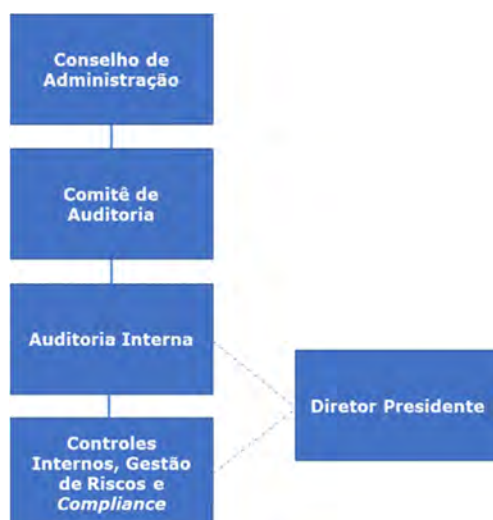 Conselho de
Administração
Comitê de
Auditoria
Auditoria Interna
Diretor Presidente
Controles
Internos, Gestão
de Riscos e
Compliance